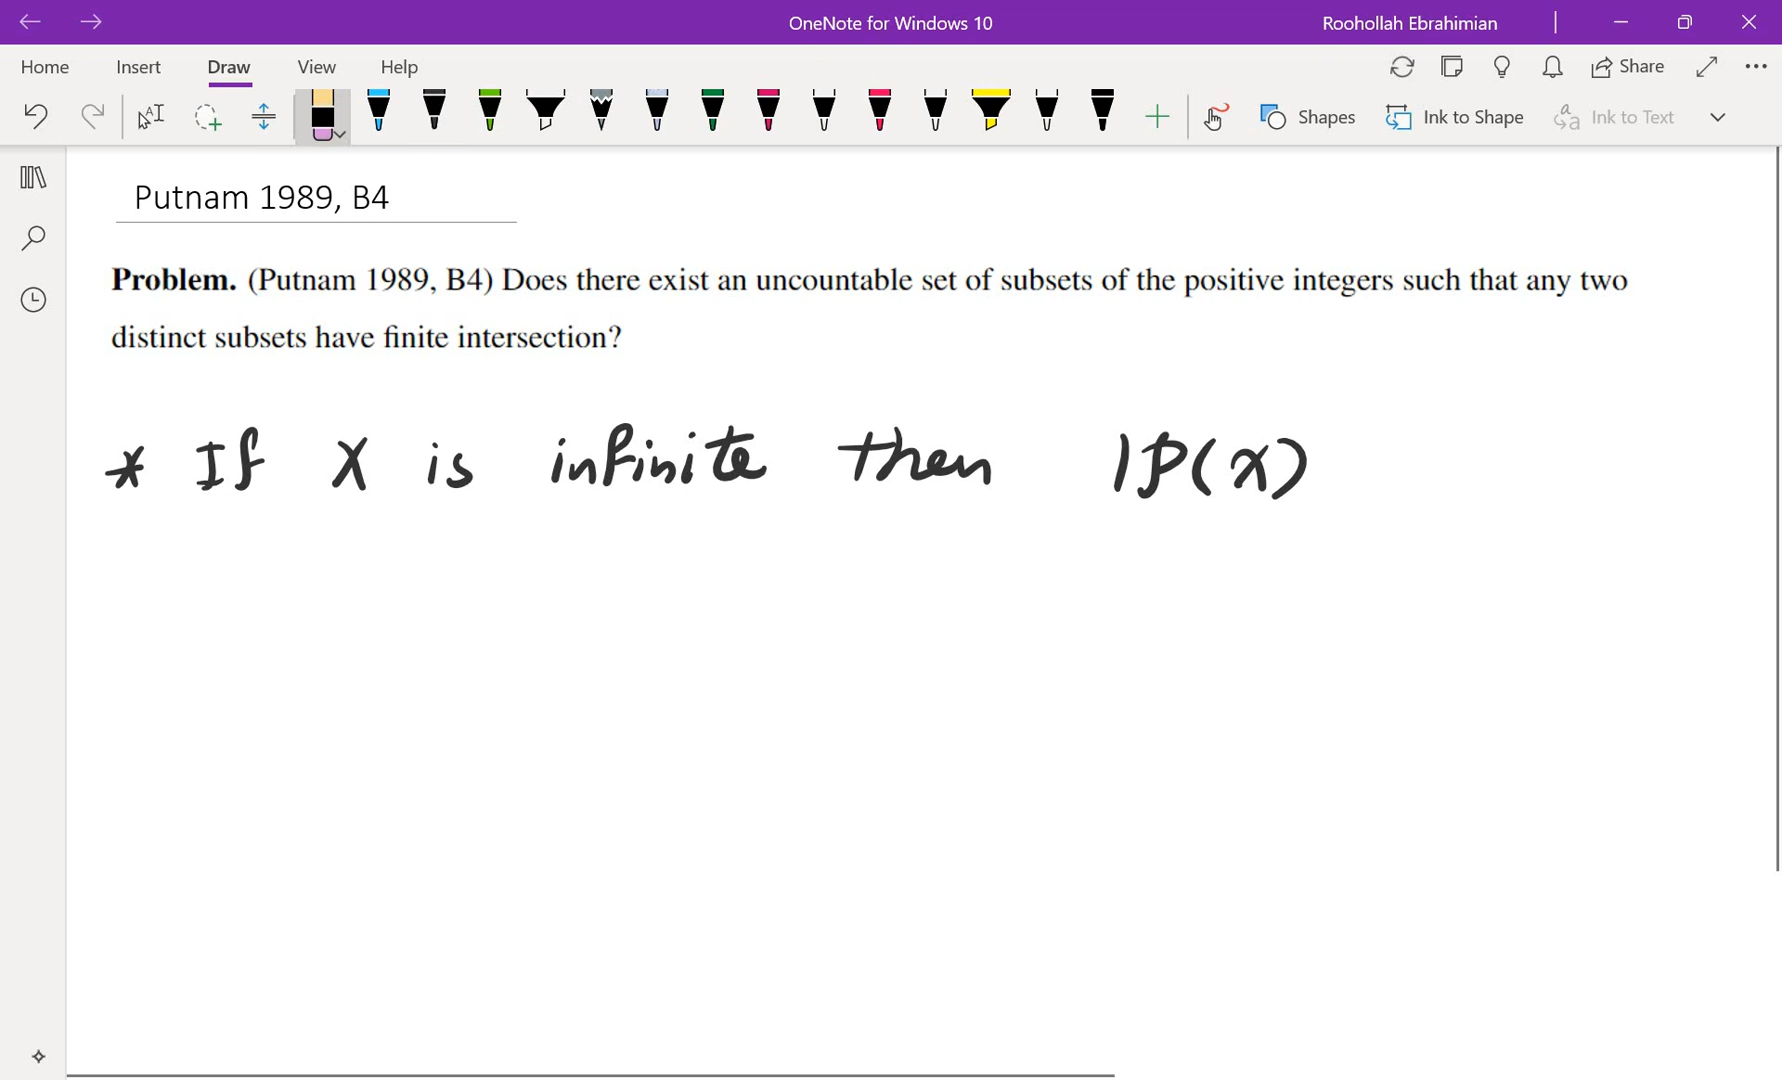 OneNote for Windows 10
Roohollah Ebrahimian
Home Insert Draw View Help
Share
Shapes Ink to Shape Ink to Text
Putnam 1989, B4
Problem. (Putnam 1989, B4) Does there exist an uncountable set of subsets of the positive integers such that any two
distinct subsets have finite intersection?
* If X is infinite then |P(X)